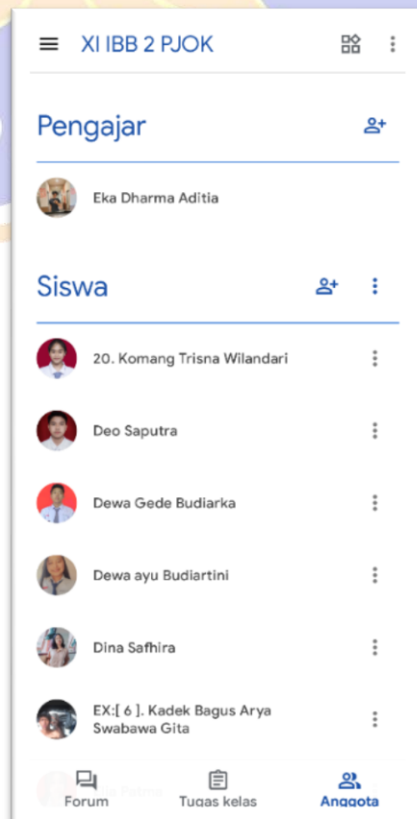 XI IBB 2 PJOK
Pengajar
Eka Dharma Aditia
Siswa
20. Komang Trisna Wilandari
Deo Saputra
Dewa Gede Budiarka
Dewa ayu Budiartini
Dina Safhira
EX:[ 6 ]. Kadek Bagus Arya
Swabawa Gita
Forum
Tugas kelas
Anggota